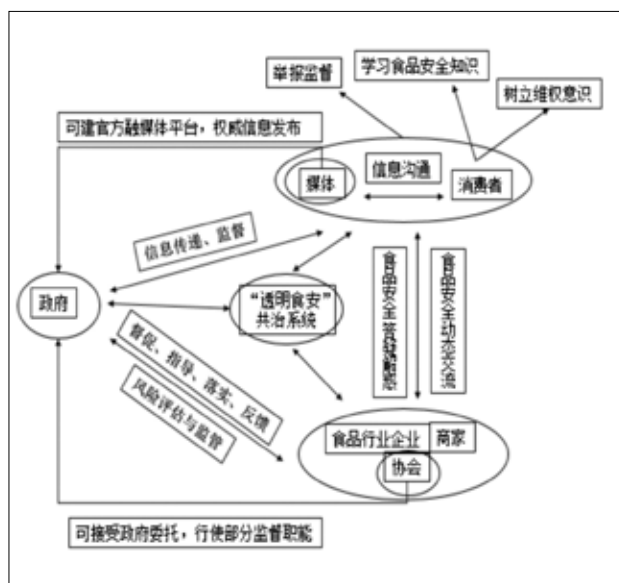 举报监督
学习食品安全知识
树立维权意识
可建官方融媒体平台，权威信息发布
媒体
信息沟通
消费者
信息传递、监督
政府
“透明食安”
共治系统
食品安全答疑解惑
食品安全动态交流
督促、指导、落实、反馈
风险评估与监管
食品行业企业
商家
协会
可接受政府委托，行使部分监督职能